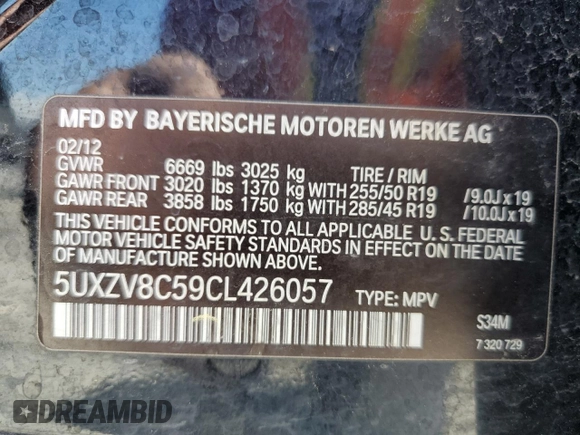 MFD BY BAYERISCHE MOTOREN WERKE AG
02/12
GVWR 6669 lbs 3025 kg TIRE / RIM
GAWR FRONT 3020 lbs 1370 kg WITH 255/50 R19 /9.0J x 19
GAWR REAR 3858 lbs 1750 kg WITH 285/45 R19 /10.0J x 19
THIS VEHICLE CONFORMS TO ALL APPLICABLE U.S. FEDERAL
MOTOR VEHICLE SAFETY STANDARDS IN EFFECT ON THE DATE
OF MANUFACTURE SHOWN ABOVE.
5UXZV8C59CL426057 TYPE: MPV
S34M
7 320 729
DREAMBID